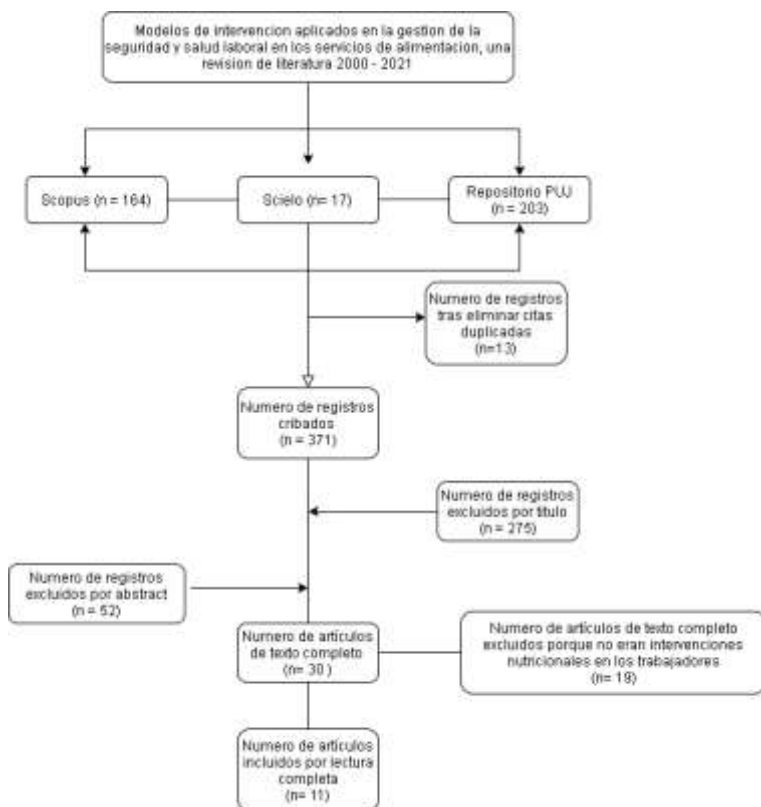 Modelos de intervencion aplicados en la gestion de la
seguridad y salud laboral en los servicios de alimentacion, una
revision de literatura 2000 - 2021
Scopus (n = 164)
Scielo (n= 17)
Repositorio PUJ
(n = 203)
Numero de registros
tras eliminar citas
duplicadas
(n=13)
Numero de registros
cribados
(n = 371)
Numero de registros
excluidos por titulo
(n = 275)
Numero de registros
excluidos por abstract
(n = 52)
Numero de artículos
de texto completo
(n= 30 )
Numero de artículos de texto completo
excluidos porque no eran intervenciones
nutricionales en los trabajadores
(n= 19)
Numero de artículos
incluidos por lectura
completa
(n= 11)